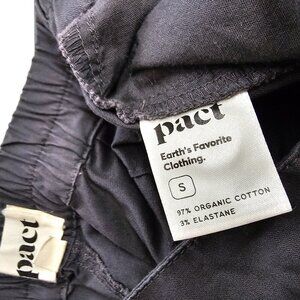 pact
Earth's Favorite
Clothing.
S
97% ORGANIC COTTON
3% ELASTANE
pact